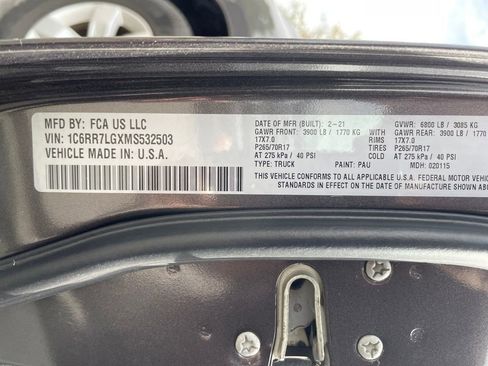 MFD BY: FCA US LLC
VIN: 1C6RR7LGXMS532503
VEHICLE MADE IN U.S.A.
DATE OF MFR (BUILT): 2-21 GVWR: 6800 LB / 3085 KG
GAWR FRONT: 3900 LB / 1770 KG WITH GAWR REAR: 3900 LB / 1770
17X7.0 RIMS 17X7.0
P265/70R17 TIRES P265/70R17
AT 275 kPa / 40 PSI AT 275 kPa / 40 PSI
TYPE: TRUCK PAINT: PAU MDH: 020115
THIS VEHICLE CONFORMS TO ALL APPLICABLE U.S.A. FEDERAL MOTOR VEHIC
STANDARDS IN EFFECT ON THE DATE OF MANUFACTURE SHOWN AB